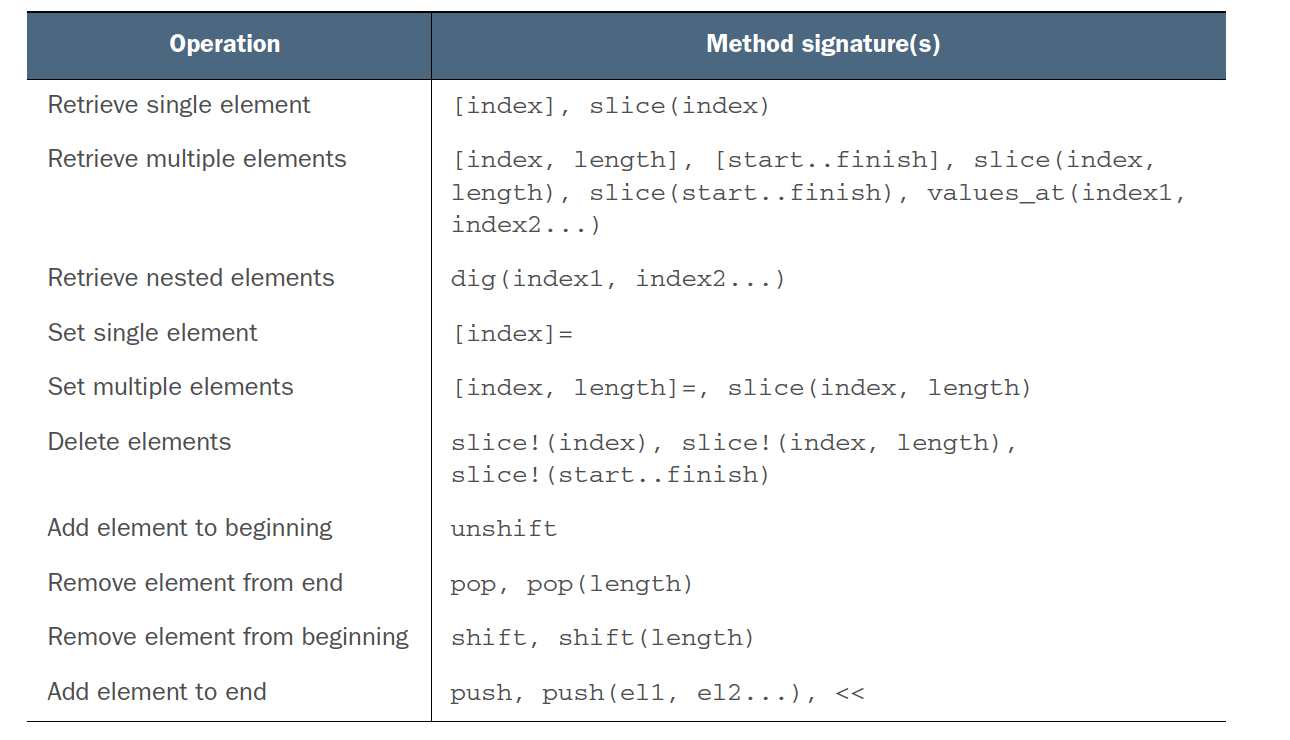 Operation Method signature(s)
Retrieve single element [index], slice(index)
Retrieve multiple elements [index, length], [start..finish], slice(index,
length), slice(start..finish), values_at(index1,
index2...)
Retrieve nested elements dig(index1, index2...)
Set single element [index]=
Set multiple elements [index, length]=, slice(index, length)
Delete elements slice!(index), slice!(index, length),
slice!(start..finish)
Add element to beginning unshift
Remove element from end pop, pop(length)
Remove element from beginning shift, shift(length)
Add element to end push, push(el1, el2...), <<